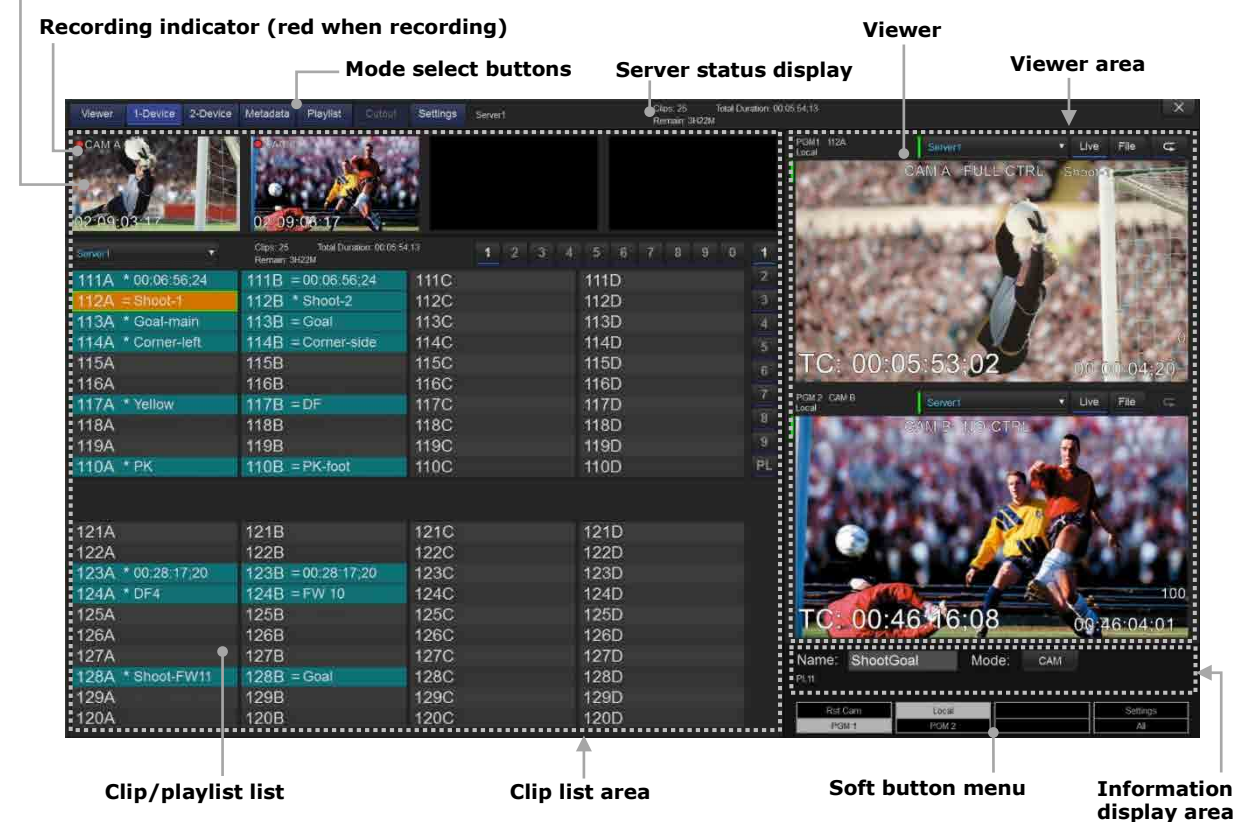 Recording indicator (red when recording)
Viewer
Mode select buttons
Server status display
Viewer area
Viewer 1-Device 2-Device Metadata Playlist Cutout Settings Server1
Clips: 25 Total Duration: 00:05:54;13
Remain: 3H22M
CAM A
02:09:03:17
02:09:06:17
Server1
Clips: 25 Total Duration: 00:05:54;13
Remain: 3H22M
1 2 3 4 5 6 7 8 9 0 1
111A * 00:06:56;24 111B = 00:06:56;24 111C 111D 2
112A = Shoot-1 112B * Shoot-2 112C 112D 3
113A * Goal-main 113B = Goal 113C 113D 4
114A * Corner-left 114B = Corner-side 114C 114D 5
115A 115B 115C 115D 6
116A 116B 116C 116D
117A * Yellow 117B = DF 117C 117D 7
118A 118B 118C 118D 8
119A 119B 119C 119D 9
110A * PK 110B = PK-foot 110C 110D PL
121A 121B 121C 121D
122A 122B 122C 122D
123A * 00:28:17;20 123B = 00:28:17;20 123C 123D
124A * DF4 124B = FW 10 124C 124D
125A 125B 125C 125D
126A 126B 126C 126D
127A 127B 127C 127D
128A * Shoot-FW11 128B = Goal 128C 128D
129A 129B 129C 129D
120A 120B 120C 120D
PGM1 112A
Local
Server1 Live File
CAM A FULL CTRL Shoot-1
0
TC: 00:05:53:02
00:00:04:20
PGM 2 CAM B
Local
Server1 Live File
CAM B NO CTRL
100
TC: 00:46:16:08
00:46:04:01
Name: ShootGoal Mode: CAM
PL11
Rst Cam Local Settings
PGM 1 PGM 2 All
Clip/playlist list
Clip list area
Soft button menu
Information
display area